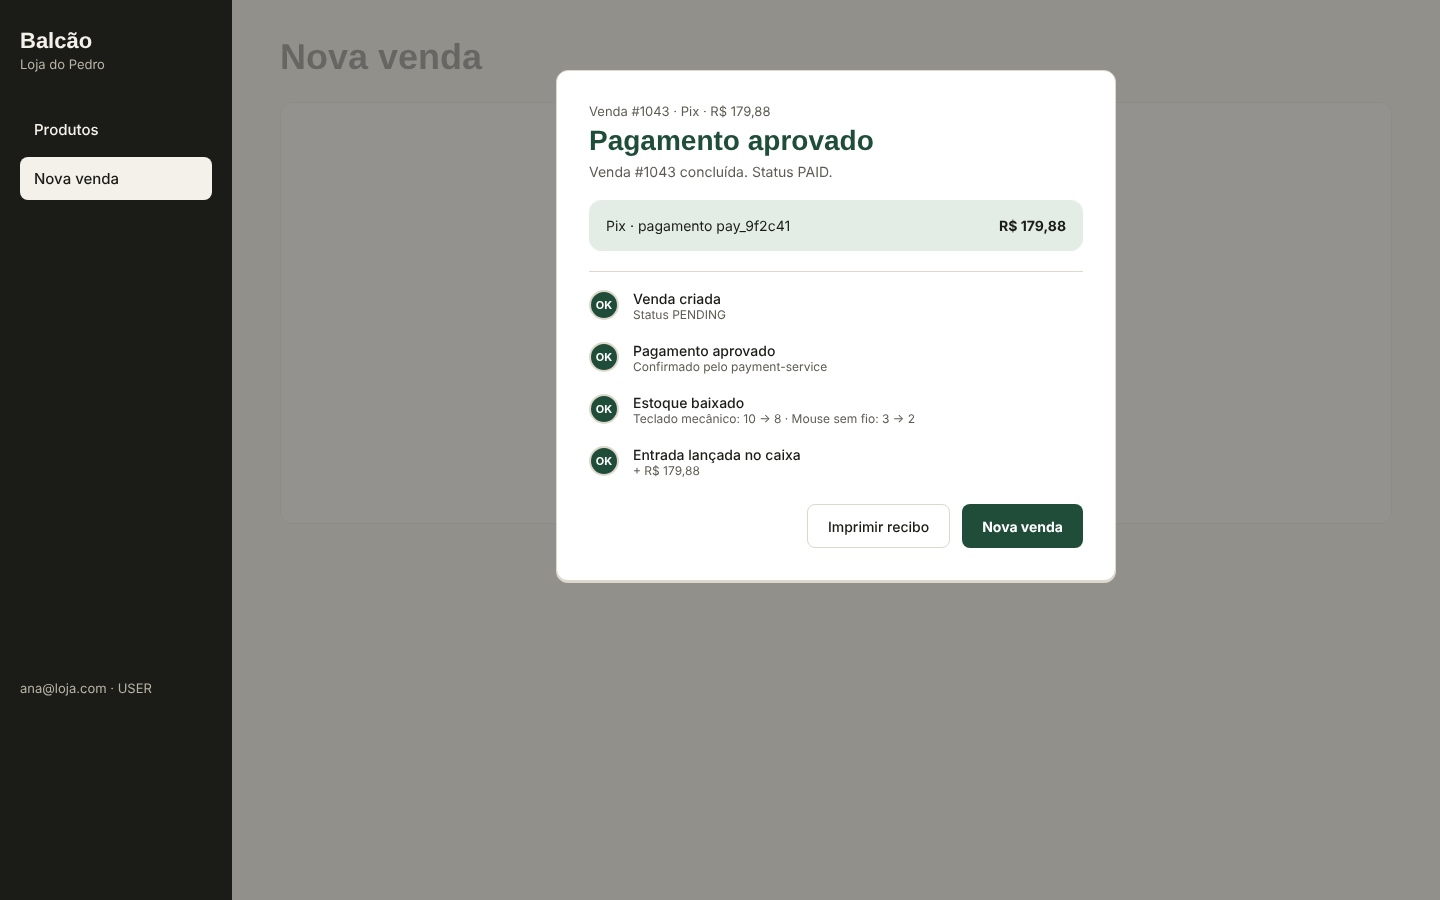 Balcão
Loja do Pedro
Produtos
Nova venda
ana@loja.com · USER
Nova venda
Venda #1043 · Pix · R$ 179,88
Pagamento aprovado
Venda #1043 concluída. Status PAID.
Pix · pagamento pay_9f2c41 R$ 179,88
OK Venda criada
Status PENDING
OK Pagamento aprovado
Confirmado pelo payment-service
OK Estoque baixado
Teclado mecânico: 10 → 8 · Mouse sem fio: 3 → 2
OK Entrada lançada no caixa
+ R$ 179,88
Imprimir recibo Nova venda